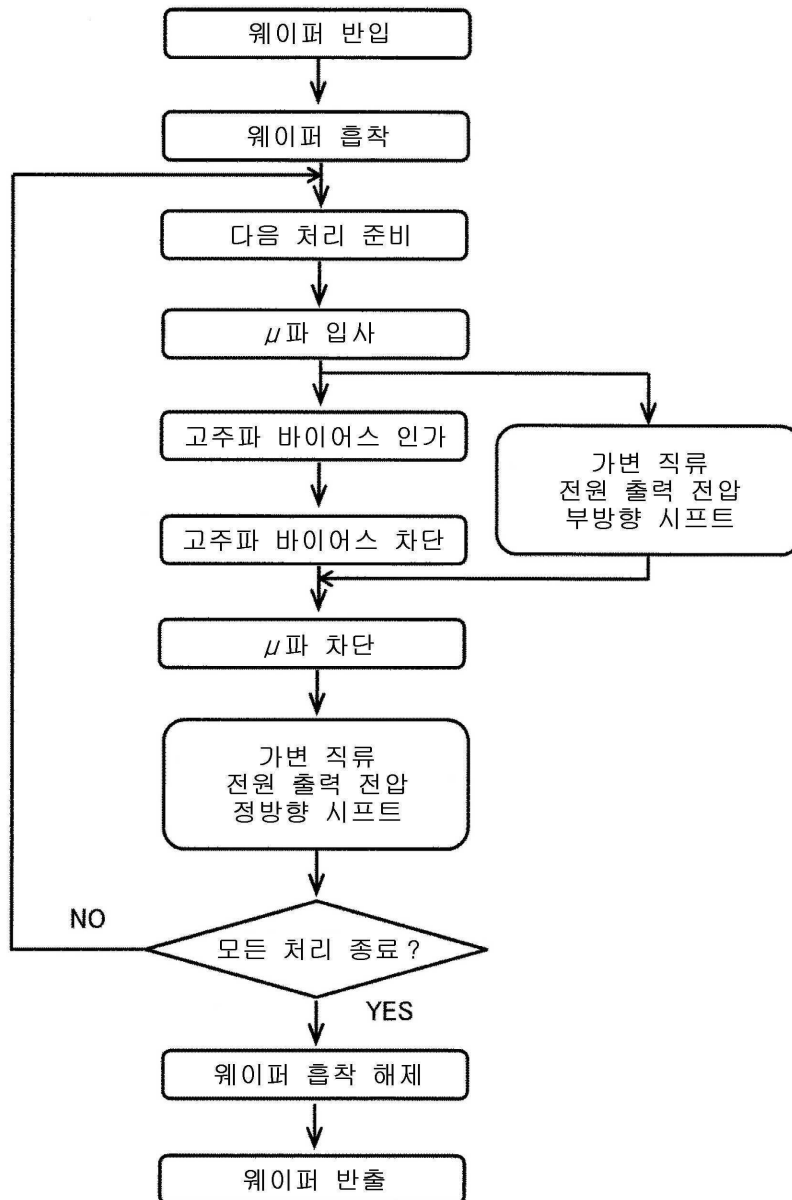 웨이퍼 반입
웨이퍼 흡착
다음 처리 준비
μ파 입사
고주파 바이어스 인가
가변 직류
전원 출력 전압
부방향 시프트
고주파 바이어스 차단
μ파 차단
가변 직류
전원 출력 전압
정방향 시프트
NO
모든 처리 종료?
YES
웨이퍼 흡착 해제
웨이퍼 반출